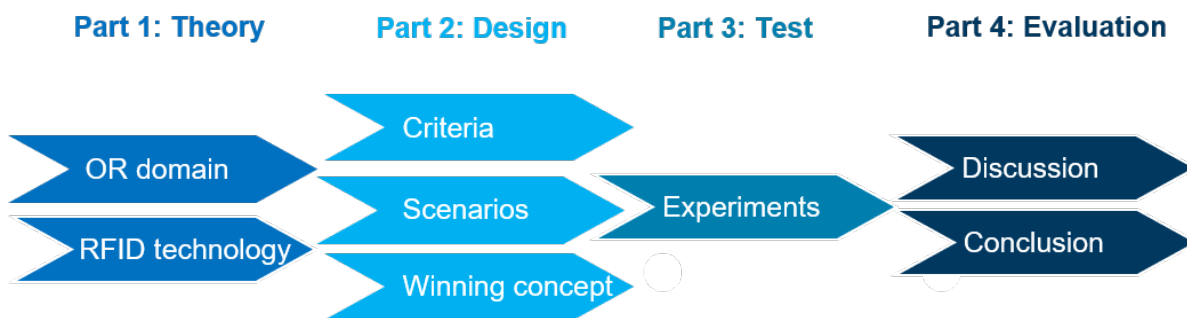 Part 1: Theory
Part 2: Design
Part 3: Test
Part 4: Evaluation
OR domain
RFID technology
Criteria
Scenarios
Winning concept
Experiments
Discussion
Conclusion